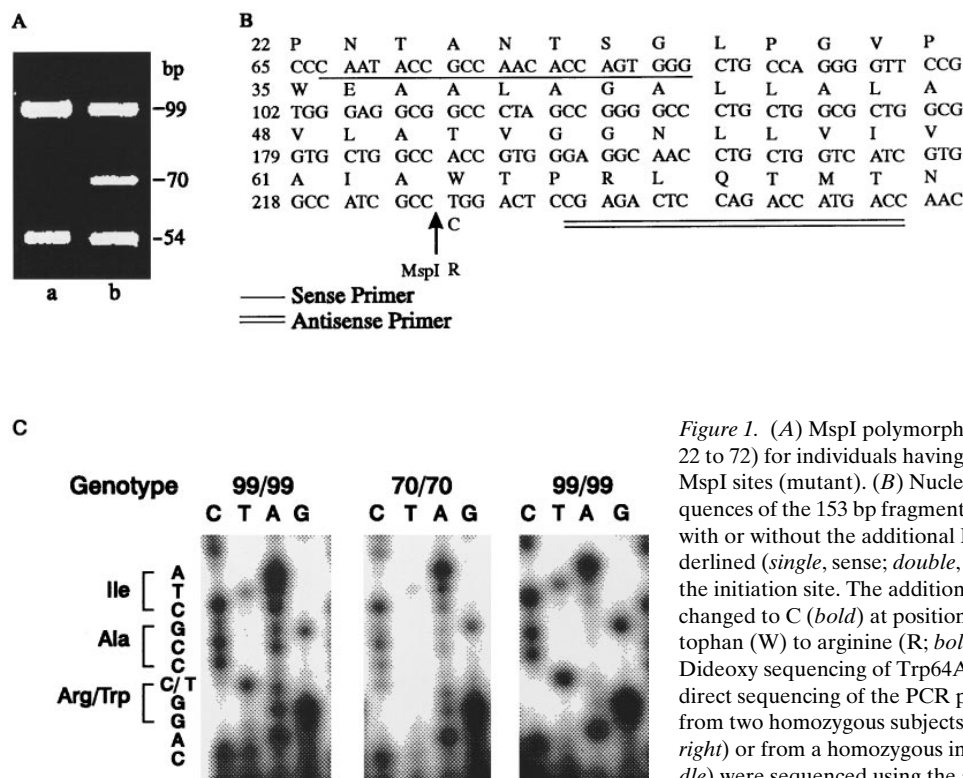 A
bp
-99
-70
-54
a b
B
22 P N T A N T S G L P G V P
65 CCC AAT ACC GCC AAC ACC AGT GGG CTG CCA GGG GTT CCG
35 W E A A L A G A L L A L A
102 TGG GAG GCG GCC CTA GCC GGG GCC CTG CTG GCG CTG GCG
48 V L A T V G G N L L V I V
179 GTG CTG GCC ACC GTG GGA GGC AAC CTG CTG GTC ATC GTG
61 A I A W T P R L Q T M T N
218 GCC ATC GCC TGG ACT CCG AGA CTC CAG ACC ATG ACC AAC
C
MspI R
Sense Primer
Antisense Primer
C
Genotype 99/99 70/70 99/99
C T A G C T A G C T A G
Ile
A
T
C
Ala
G
C
C
Arg/Trp
C/T
G
G
A
C
Figure 1. (A) MspI polymorph
22 to 72) for individuals having
MspI sites (mutant). (B) Nucle
quences of the 153 bp fragment
with or without the additional
derlined (single, sense; double,
the initiation site. The addition
changed to C (bold) at position
tophan (W) to arginine (R; bol
Dideoxy sequencing of Trp64A
direct sequencing of the PCR p
from two homozygous subjects
right) or from a homozygous in
dle) were sequenced using the